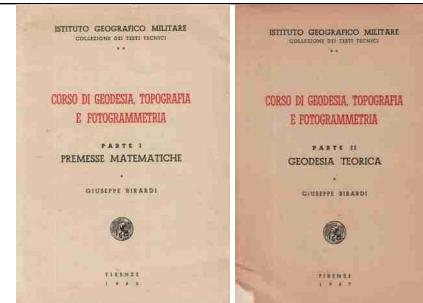 ISTITUTO GEOGRAFICO MILITARE
COLLEZIONE DEI TESTI TECNICI
CORSO DI GEODESIA, TOPOGRAFIA
E FOTOGRAMMETRIA
PARTE I
PREMESSE MATEMATICHE
GIUSEPPE BIRARDI
FIRENZE
ISTITUTO GEOGRAFICO MILITARE
COLLEZIONE DEI TESTI TECNICI
CORSO DI GEODESIA, TOPOGRAFIA
E FOTOGRAMMETRIA
PARTE II
GEODESIA TEORICA
GIUSEPPE BIRARDI
FIRENZE
1967